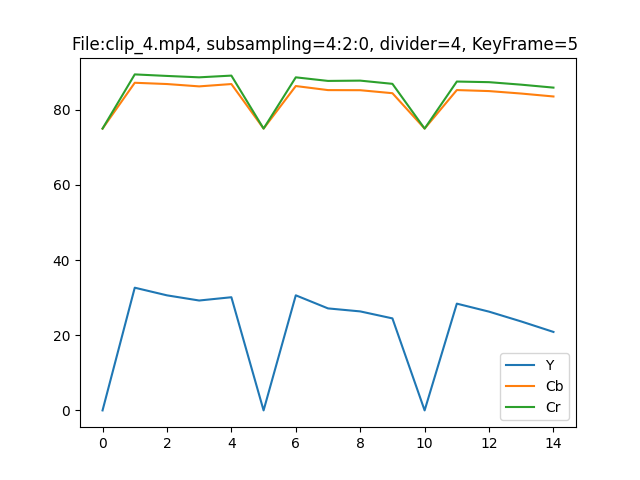 File:clip_4.mp4, subsampling=4:2:0, divider=4, KeyFrame=5
80
60
40
20
0
0 2 4 6 8 10 12 14
Y
Cb
Cr